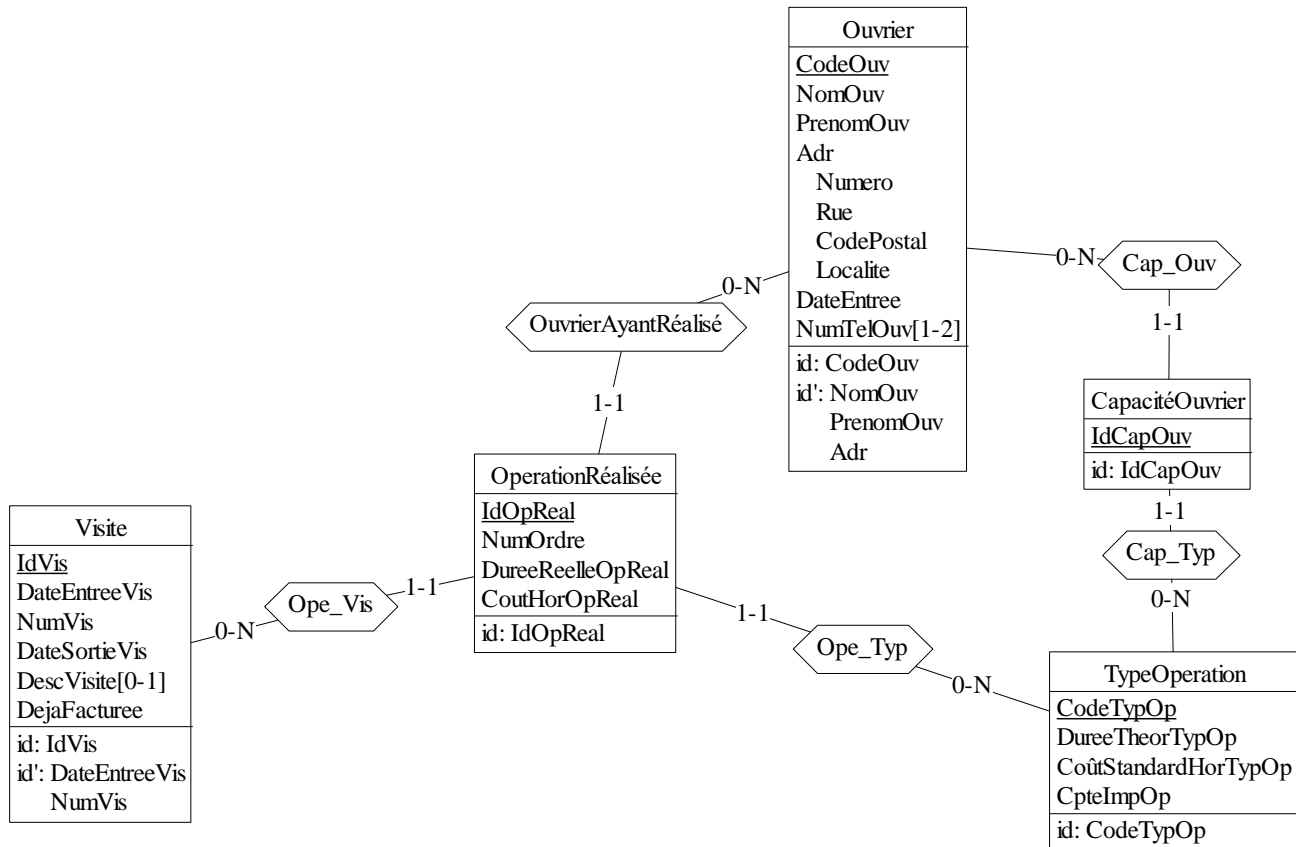 Ouvrier
CodeOuv
NomOuv
PrenomOuv
Adr
Numero
Rue
CodePostal
Localite
DateEntree
NumTelOuv[1-2]
id: CodeOuv
id': NomOuv
PrenomOuv
Adr
0-N
Cap_Ouv
1-1
0-N
OuvrierAyantRéalisé
1-1
CapacitéOuvrier
IdCapOuv
id: IdCapOuv
1-1
Cap_Typ
0-N
OperationRéalisée
IdOpReal
NumOrdre
DureeReelleOpReal
CoutHorOpReal
id: IdOpReal
Visite
IdVis
DateEntreeVis
NumVis
DateSortieVis
DescVisite[0-1]
DejaFacturee
id: IdVis
id': DateEntreeVis
NumVis
0-N
Ope_Vis
1-1
1-1
Ope_Typ
0-N
TypeOperation
CodeTypOp
DureeTheorTypOp
CoûtStandardHorTypOp
CpteImpOp
id: CodeTypOp